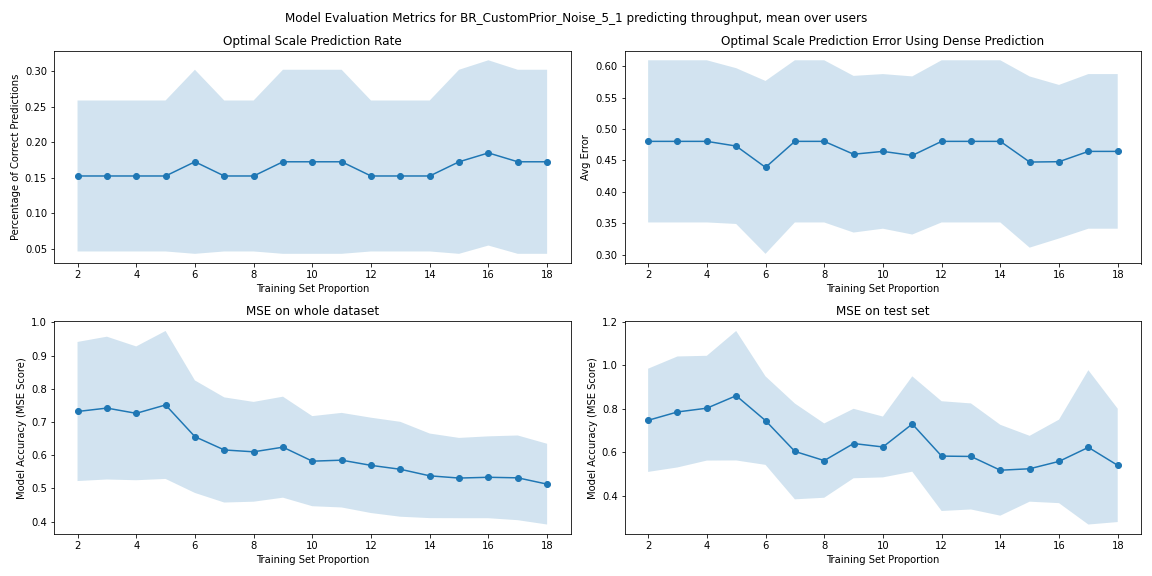 Model Evaluation Metrics for BR_CustomPrior_Noise_5_1 predicting throughput, mean over users
Optimal Scale Prediction Rate
Percentage of Correct Predictions
0.30
0.25
0.20
0.15
0.10
0.05
2 4 6 8 10 12 14 16 18
Training Set Proportion
Optimal Scale Prediction Error Using Dense Prediction
Avg Error
0.60
0.55
0.50
0.45
0.40
0.35
0.30
2 4 6 8 10 12 14 16 18
Training Set Proportion
MSE on whole dataset
Model Accuracy (MSE Score)
1.0
0.9
0.8
0.7
0.6
0.5
0.4
2 4 6 8 10 12 14 16 18
Training Set Proportion
MSE on test set
Model Accuracy (MSE Score)
1.2
1.0
0.8
0.6
0.4
2 4 6 8 10 12 14 16 18
Training Set Proportion